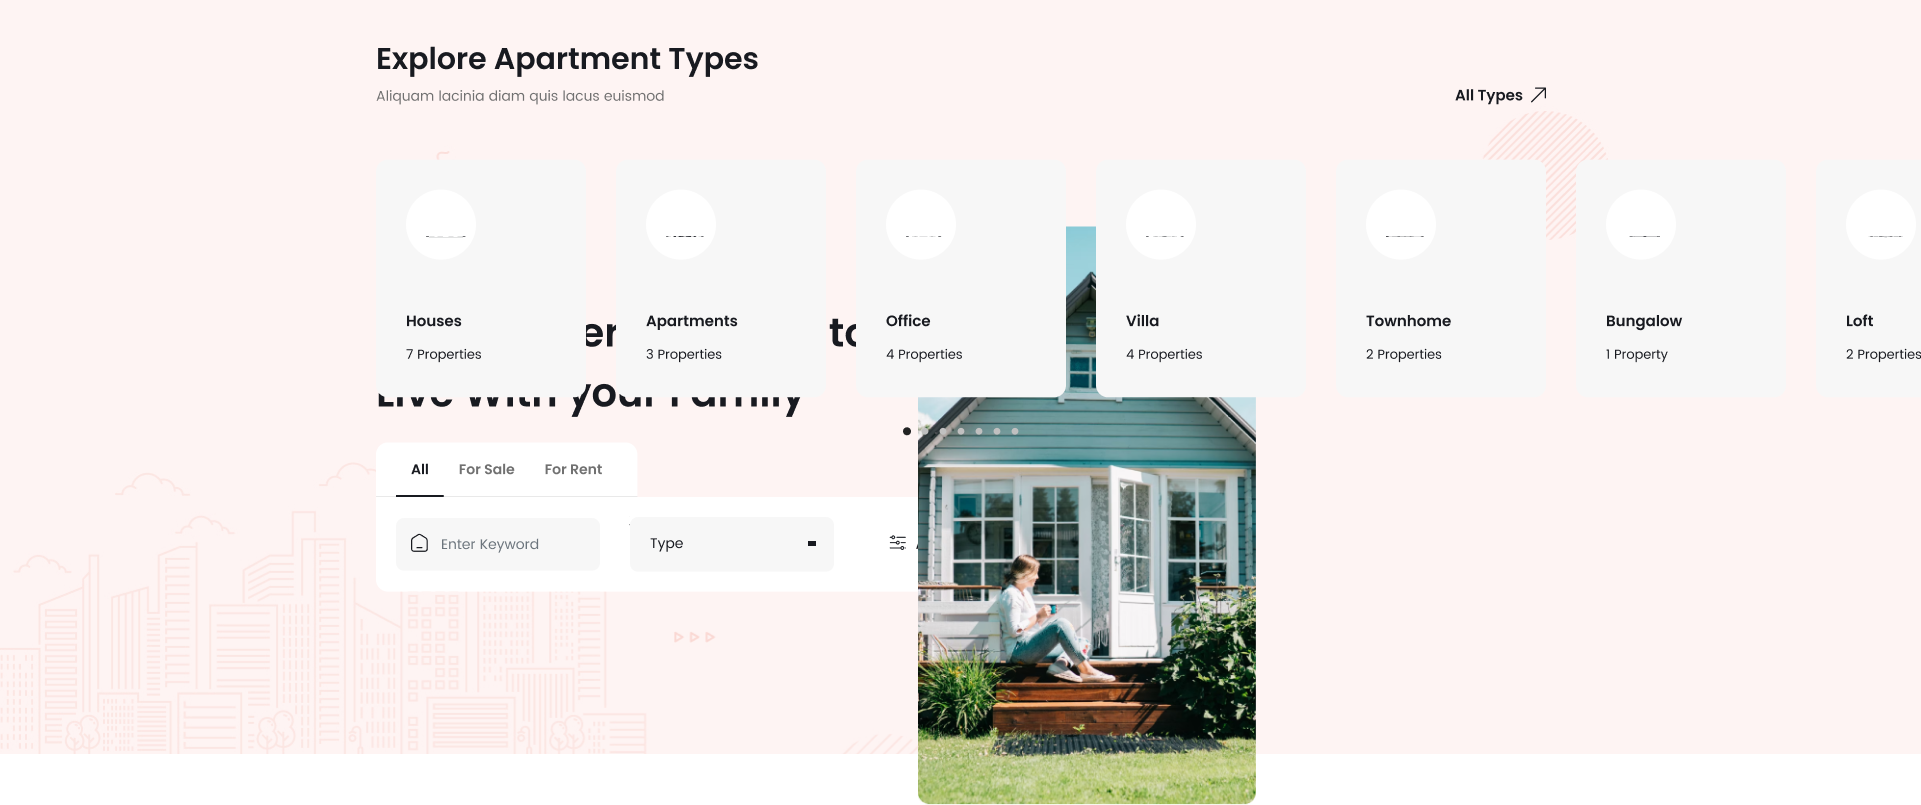 Explore Apartment Types
Aliquam lacinia diam quis lacus euismod
All Types
Houses
7 Properties
Apartments
3 Properties
Office
4 Properties
Villa
4 Properties
Townhome
2 Properties
Bungalow
1 Property
Loft
2 Properties
to
Live with your Family
All For Sale For Rent
Enter Keyword
Type